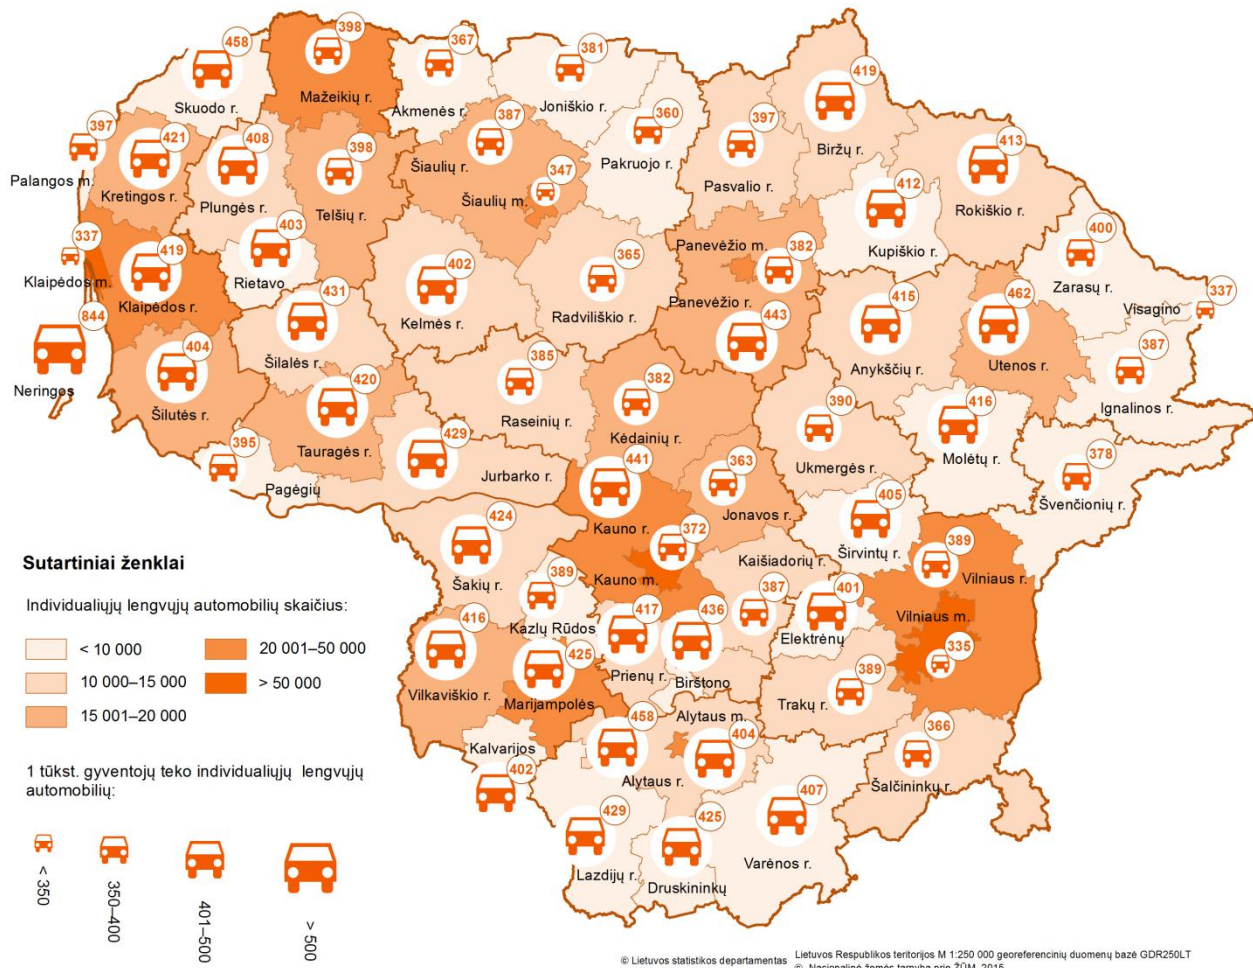 398
458
367
381
419
Skuodo r.
Mažeikių r.
Akmenės r.
Joniškio r.
360
397
397
421
408
398
387
347
Pakruojo r.
Pasvalio r.
Biržų r.
413
Palangos m.
Kretingos r.
Plungės r.
Telšių r.
Šiaulių r.
Šiaulių m.
412
Rokiškio r.
337
419
403
Kupiškio r.
400
Klaipėdos m.
Klaipėdos r.
Rietavo
431
402
365
Panevėžio m.
382
Panevėžio r.
443
415
462
Zarasų r.
Visagino
337
844
Kelmės r.
Radviliškio r.
Anykščių r.
Utenos r.
387
Neringos
404
Šilalės r.
420
385
382
390
416
Ignalinos r.
Šilutės r.
Tauragės r.
429
Raseinių r.
Kėdainių r.
Ukmergės r.
Molėtų r.
378
395
Pagėgių
Jurbarko r.
441
363
405
Švenčionių r.
424
Kauno r.
Jonavos r.
Širvintų r.
389
372
Kaišiadorių r.
Vilniaus r.
Šakių r.
389
Kauno m.
387
401
Vilniaus m.
Kazlų Rūdos
417
436
Elektrėnų
335
416
425
Prienų r.
Birštono
389
Vilkaviškio r.
Marijampolės
Trakų r.
458
Alytaus m.
404
366
Kalvarijos
402
Alytaus r.
Šalčininkų r.
429
425
407
Lazdijų r.
Druskininkų
Varėnos r.
Sutartiniai ženklai
Individualiųjų lengvųjų automobilių skaičius:
< 10 000
20 001–50 000
10 000–15 000
> 50 000
15 001–20 000
1 tūkst. gyventojų teko individualiųjų lengvųjų
automobilių:
< 350
350–400
401–500
> 500
© Lietuvos statistikos departamentas
Lietuvos Respublikos teritorijos M 1:250 000 georeferencinių duomenų bazė GDR250LT
© Nacionalinė žemės tarnyba prie ŽŪM, 2015